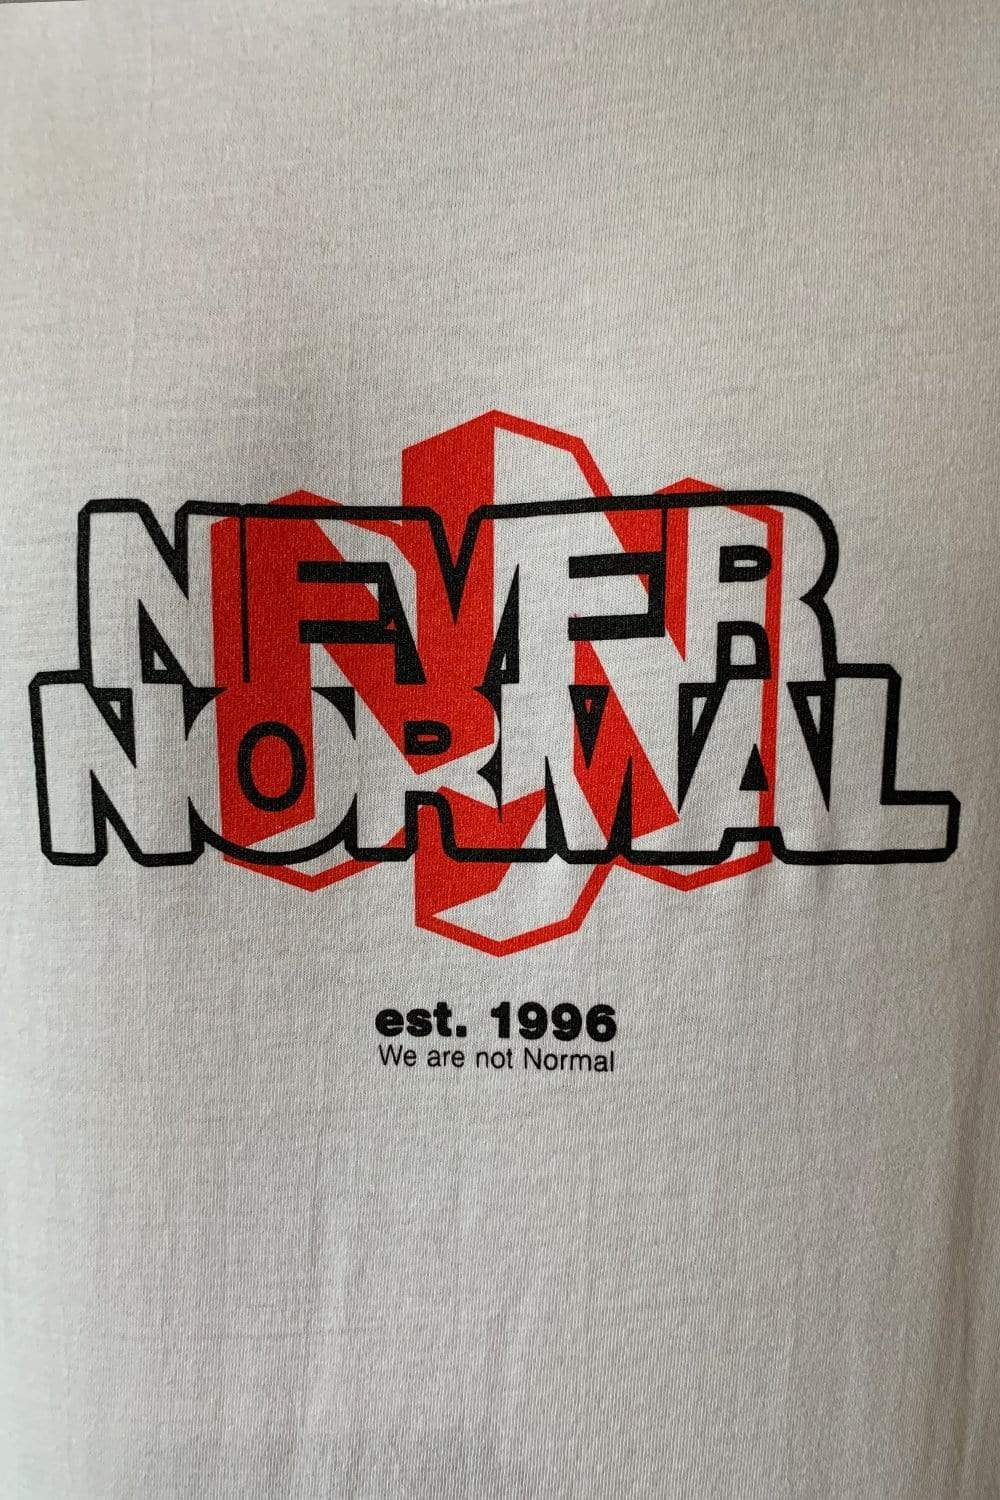 NEVER
NORMAL
est. 1996
We are not Normal